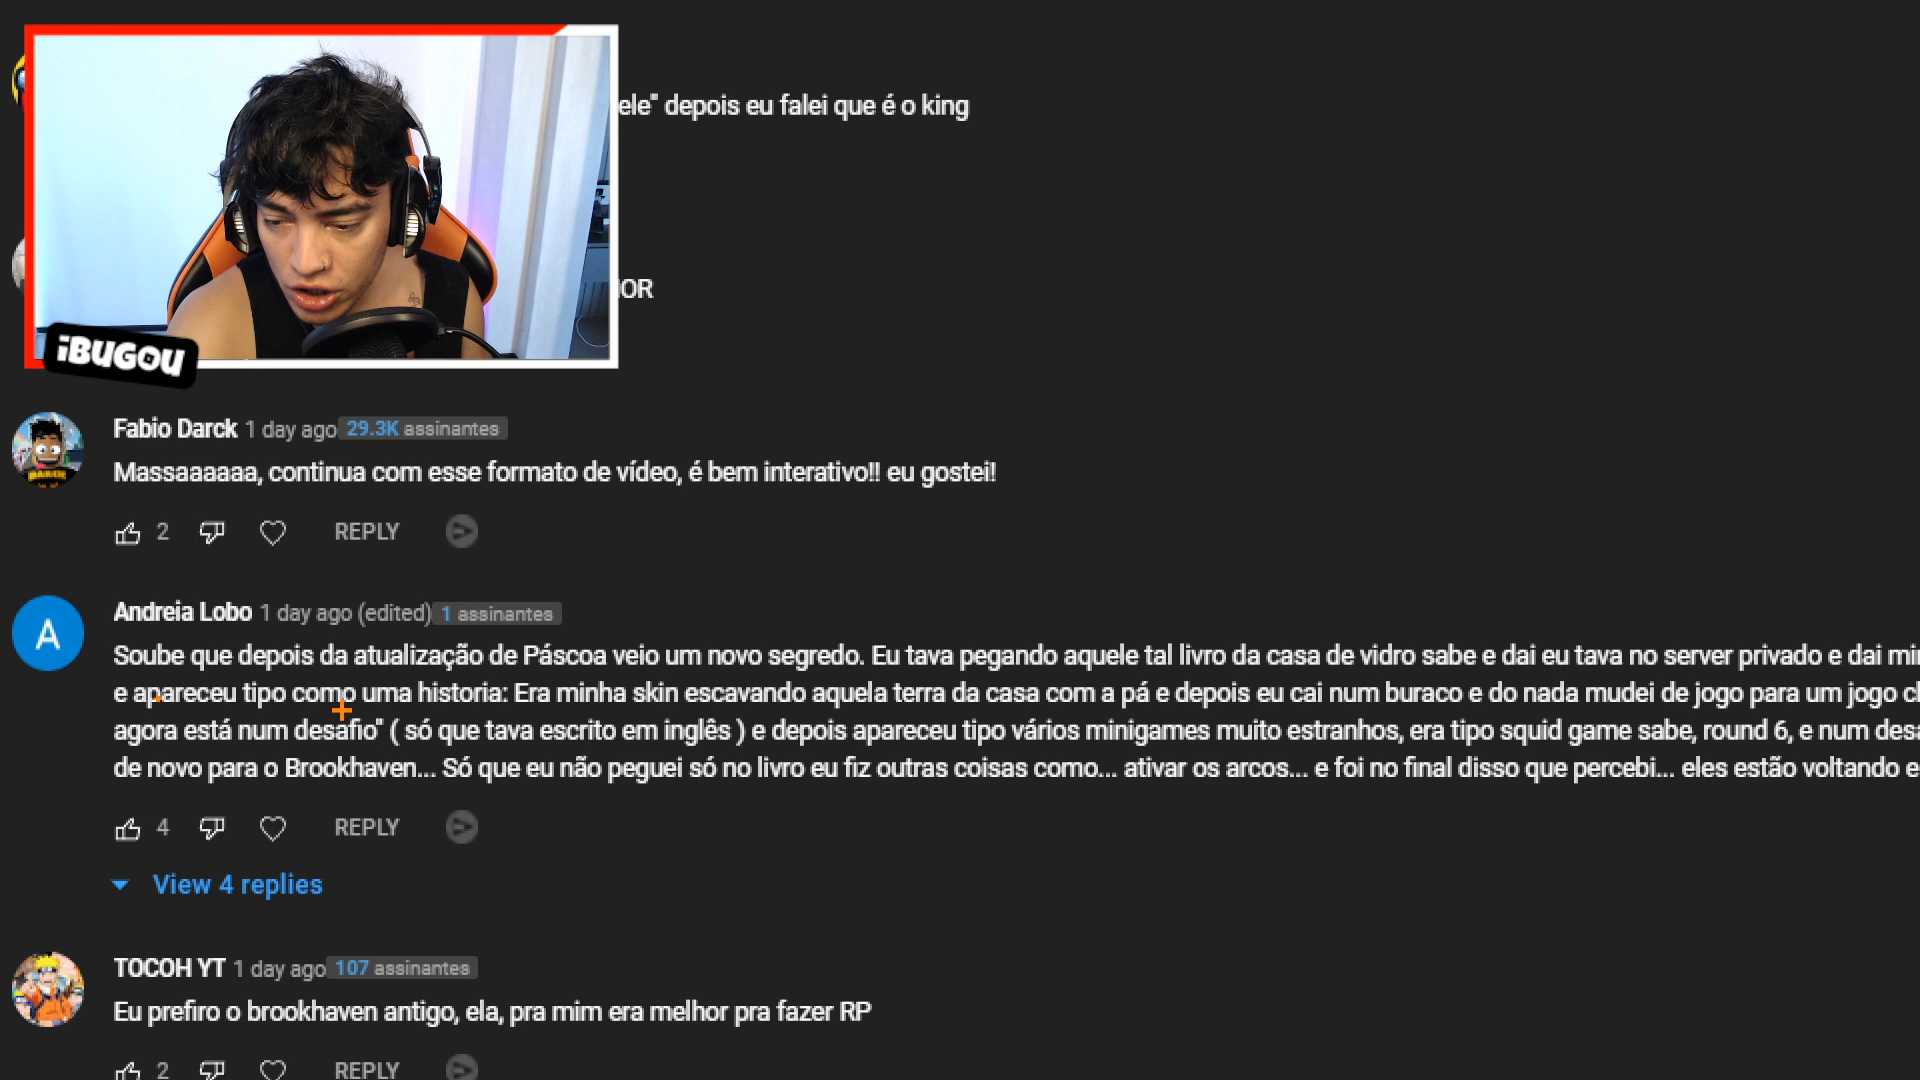 ele" depois eu falei que é o king
iBUGOU
Fabio Darck 1 day ago 29.3K assinantes
Massaaaaaa, continua com esse formato de vídeo, é bem interativo!! eu gostei!
2 REPLY
A
Andreia Lobo 1 day ago (edited) 1 assinantes
Soube que depois da atualização de Páscoa veio um novo segredo. Eu tava pegando aquele tal livro da casa de vidro sabe e dai eu tava no server privado e dai
e apareceu tipo como uma historia: Era minha skin escavando aquela terra da casa com a pá e depois eu cai num buraco e do nada mudei de jogo para um jogo
agora está num desafio" ( só que tava escrito em inglês ) e depois apareceu tipo vários minigames muito estranhos, era tipo squid game sabe, round 6, e num
de novo para o Brookhaven... Só que eu não peguei só no livro eu fiz outras coisas como... ativar os arcos... e foi no final disso que percebi... eles estão voltando
4 REPLY
View 4 replies
TOCOH YT 1 day ago 107 assinantes
Eu prefiro o brookhaven antigo, ela, pra mim era melhor pra fazer RP
2 REPLY